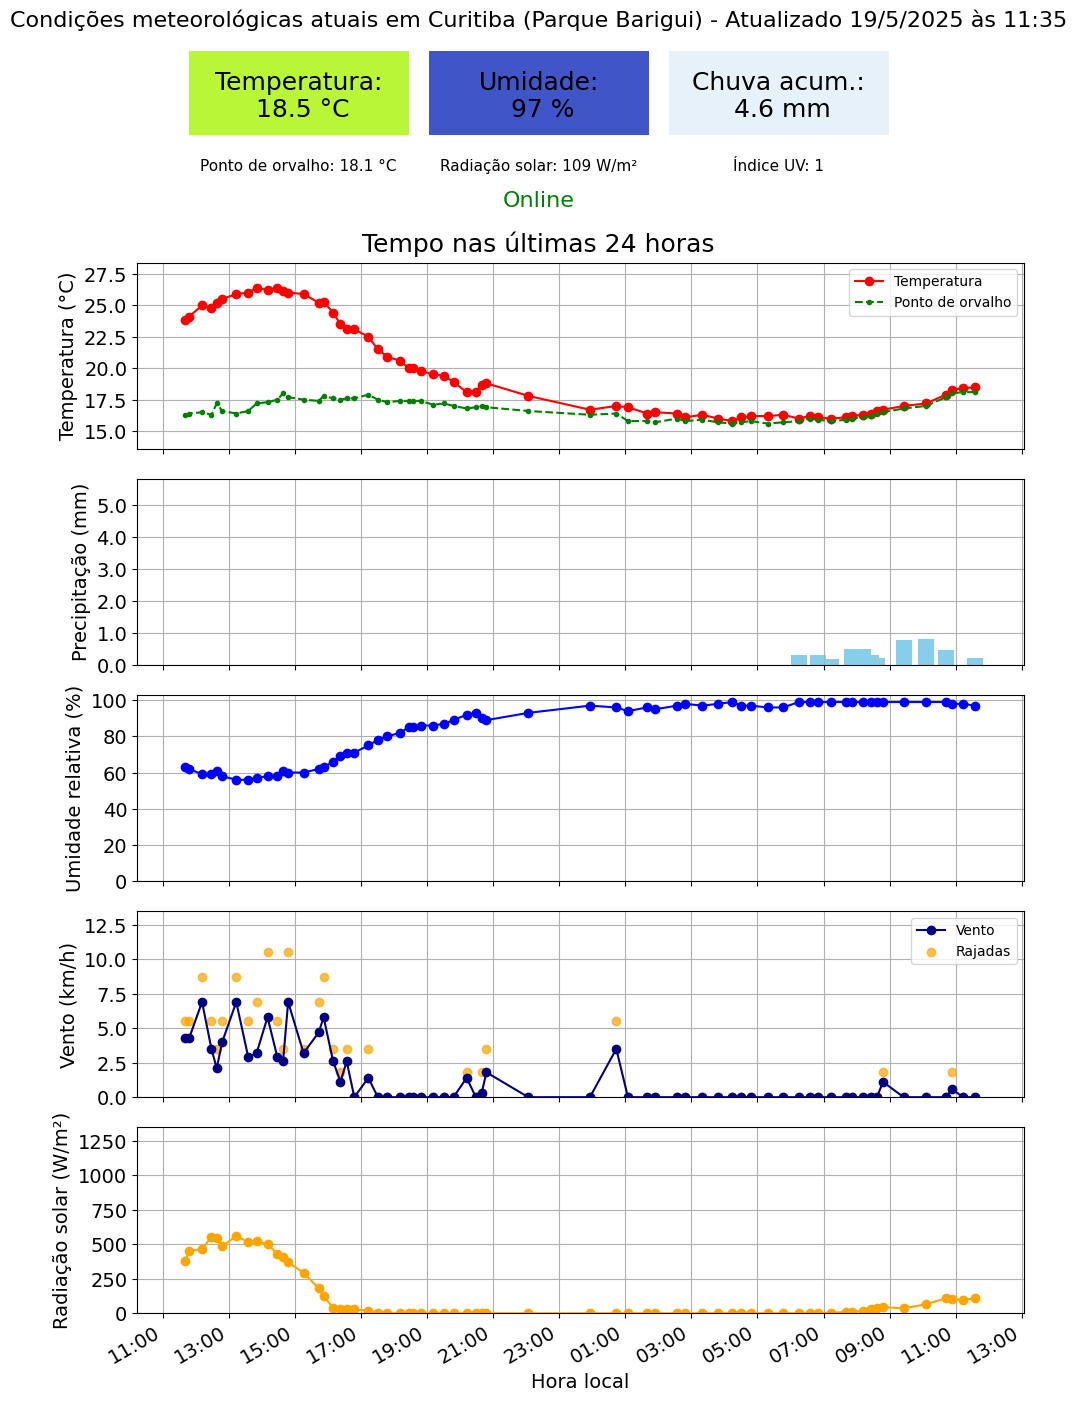 Condições meteorológicas atuais em Curitiba (Parque Barigui) - Atualizado 19/5/2025 às 11:35
Temperatura:
18.5 °C
Umidade:
97 %
Chuva acum.:
4.6 mm
Ponto de orvalho: 18.1 °C
Radiação solar: 109 W/m²
Índice UV: 1
Online
Tempo nas últimas 24 horas
Temperatura (°C)
27.5
25.0
22.5
20.0
17.5
15.0
Temperatura
Ponto de orvalho
Precipitação (mm)
5.0
4.0
3.0
2.0
1.0
0.0
Umidade relativa (%)
100
80
60
40
20
0
Vento (km/h)
12.5
10.0
7.5
5.0
2.5
0.0
Vento
Rajadas
Radiação solar (W/m²)
1250
1000
750
500
250
0
11:00
13:00
15:00
17:00
19:00
21:00
23:00
01:00
03:00
05:00
07:00
09:00
11:00
13:00
Hora local